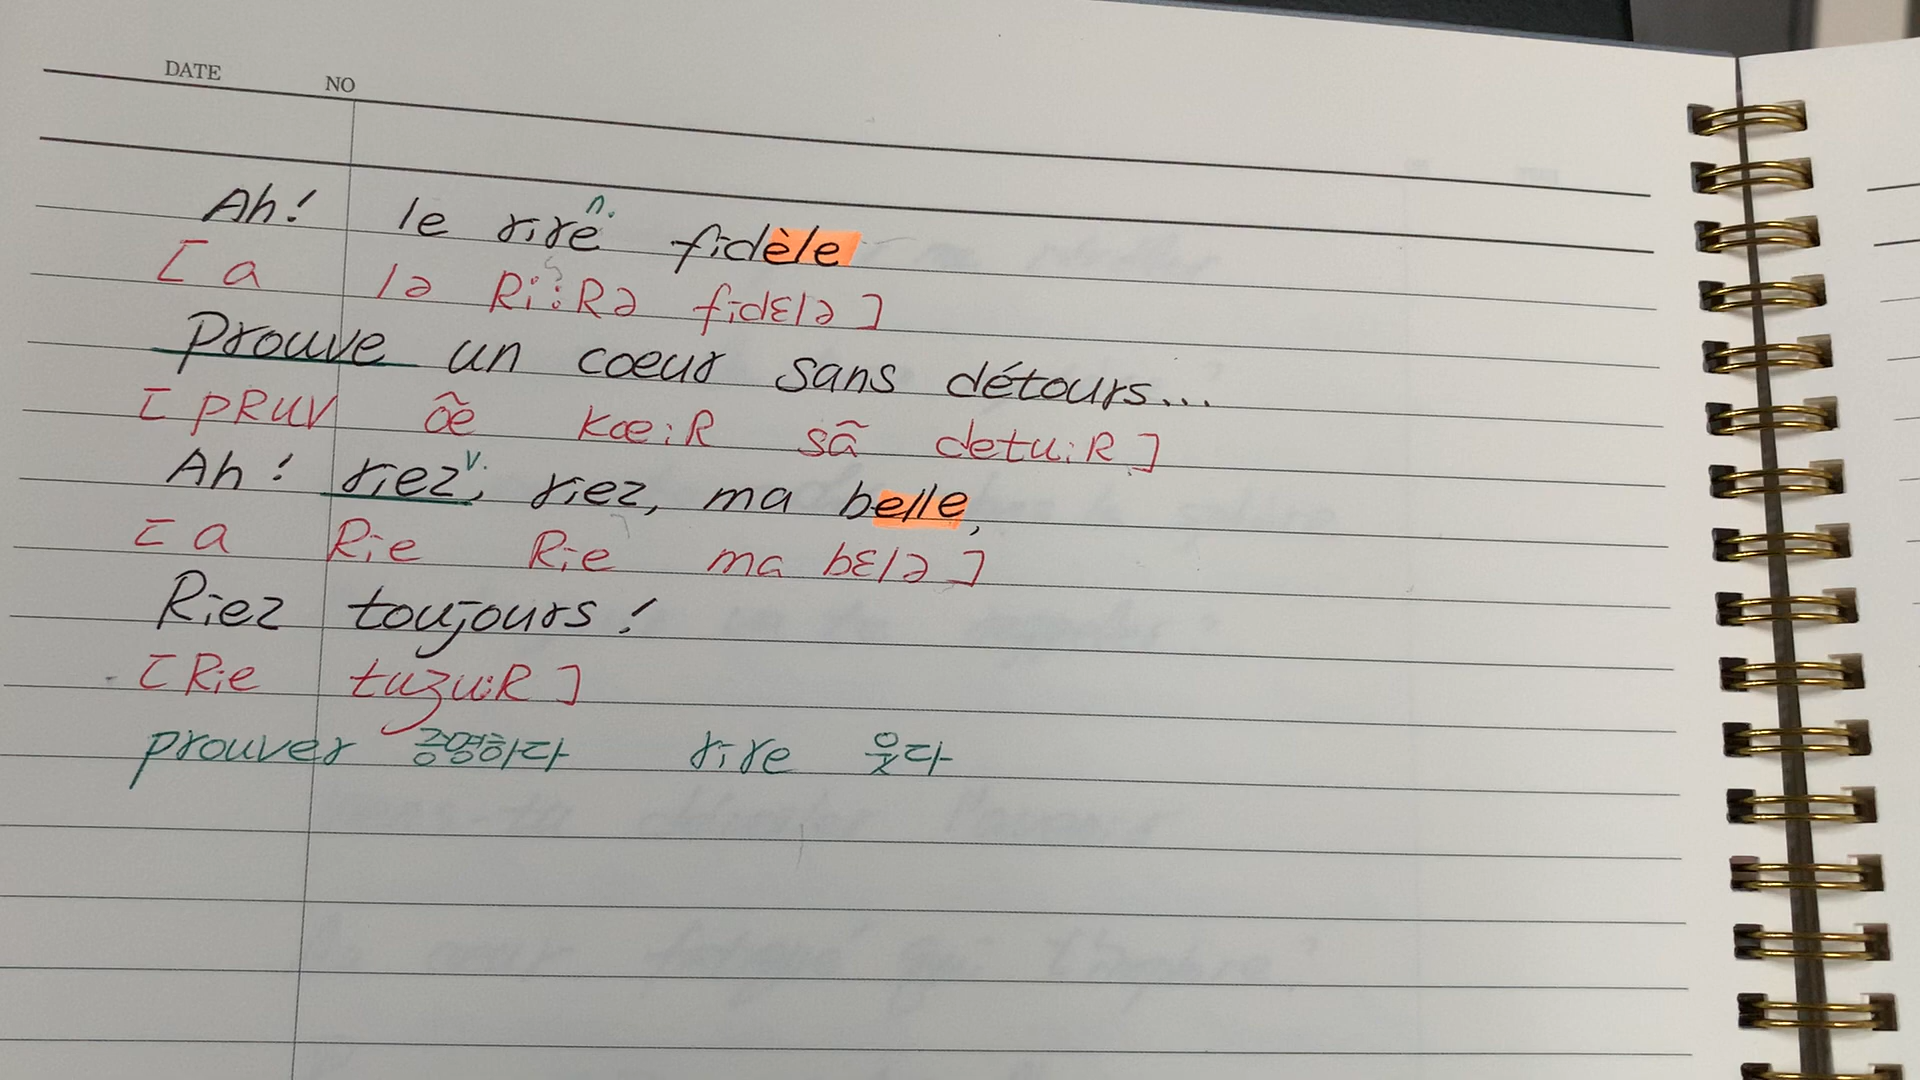 DATE NO
Ah! le rire n. fidèle
[a lə Ri:Rə fidɛlə]
Prouve un coeur sans détours...
[pRuv œ̃ kœ:R sɑ̃ detu:R]
Ah! riez v., riez, ma belle,
[a Rie Rie ma bɛlə]
Riez toujours!
[Rie tuʒu:R]
prouver 증명하다 rire 웃다